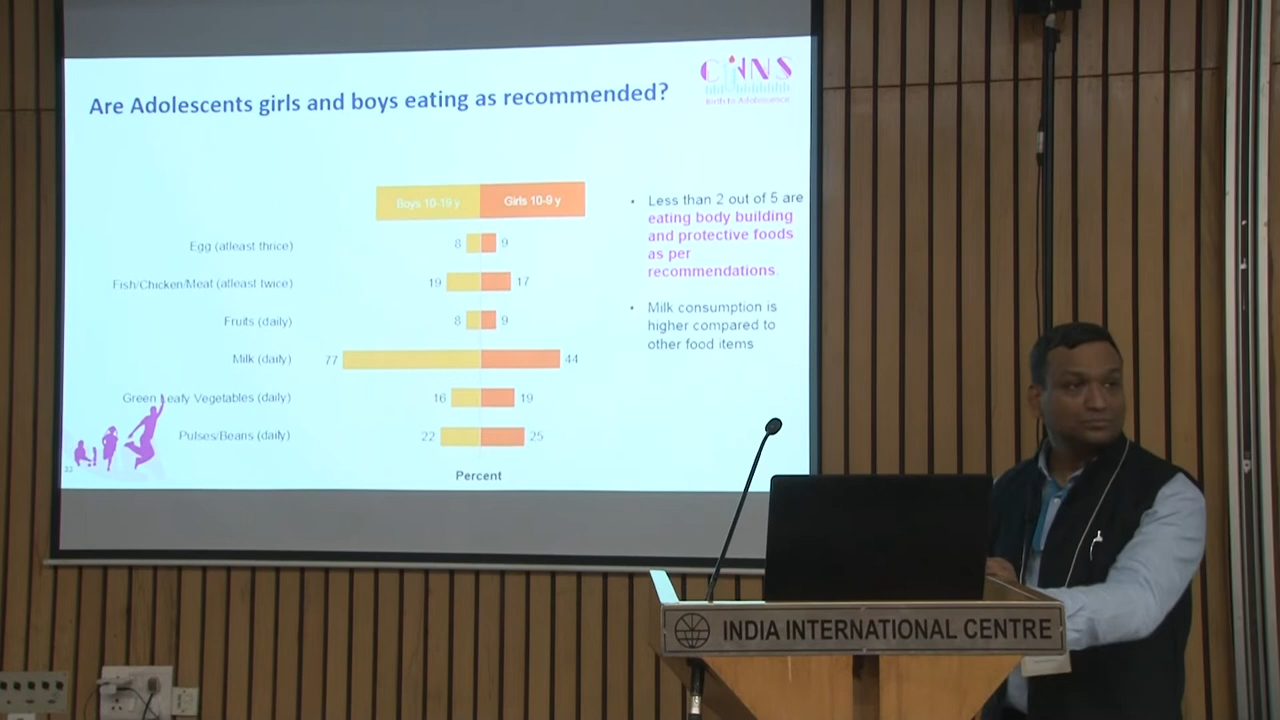 CNNS
Birth to Adolescence
Are Adolescents girls and boys eating as recommended?
Boys 10-19 y
Girls 10-9 y
Egg (atleast thrice)
8
9
Fish/Chicken/Meat (atleast twice)
19
17
Fruits (daily)
8
9
Milk (daily)
77
44
Green Leafy Vegetables (daily)
16
19
Pulses/Beans (daily)
22
25
Percent
• Less than 2 out of 5 are
eating body building
and protective foods
as per
recommendations.
• Milk consumption is
higher compared to
other food items
33
INDIA INTERNATIONAL CENTRE